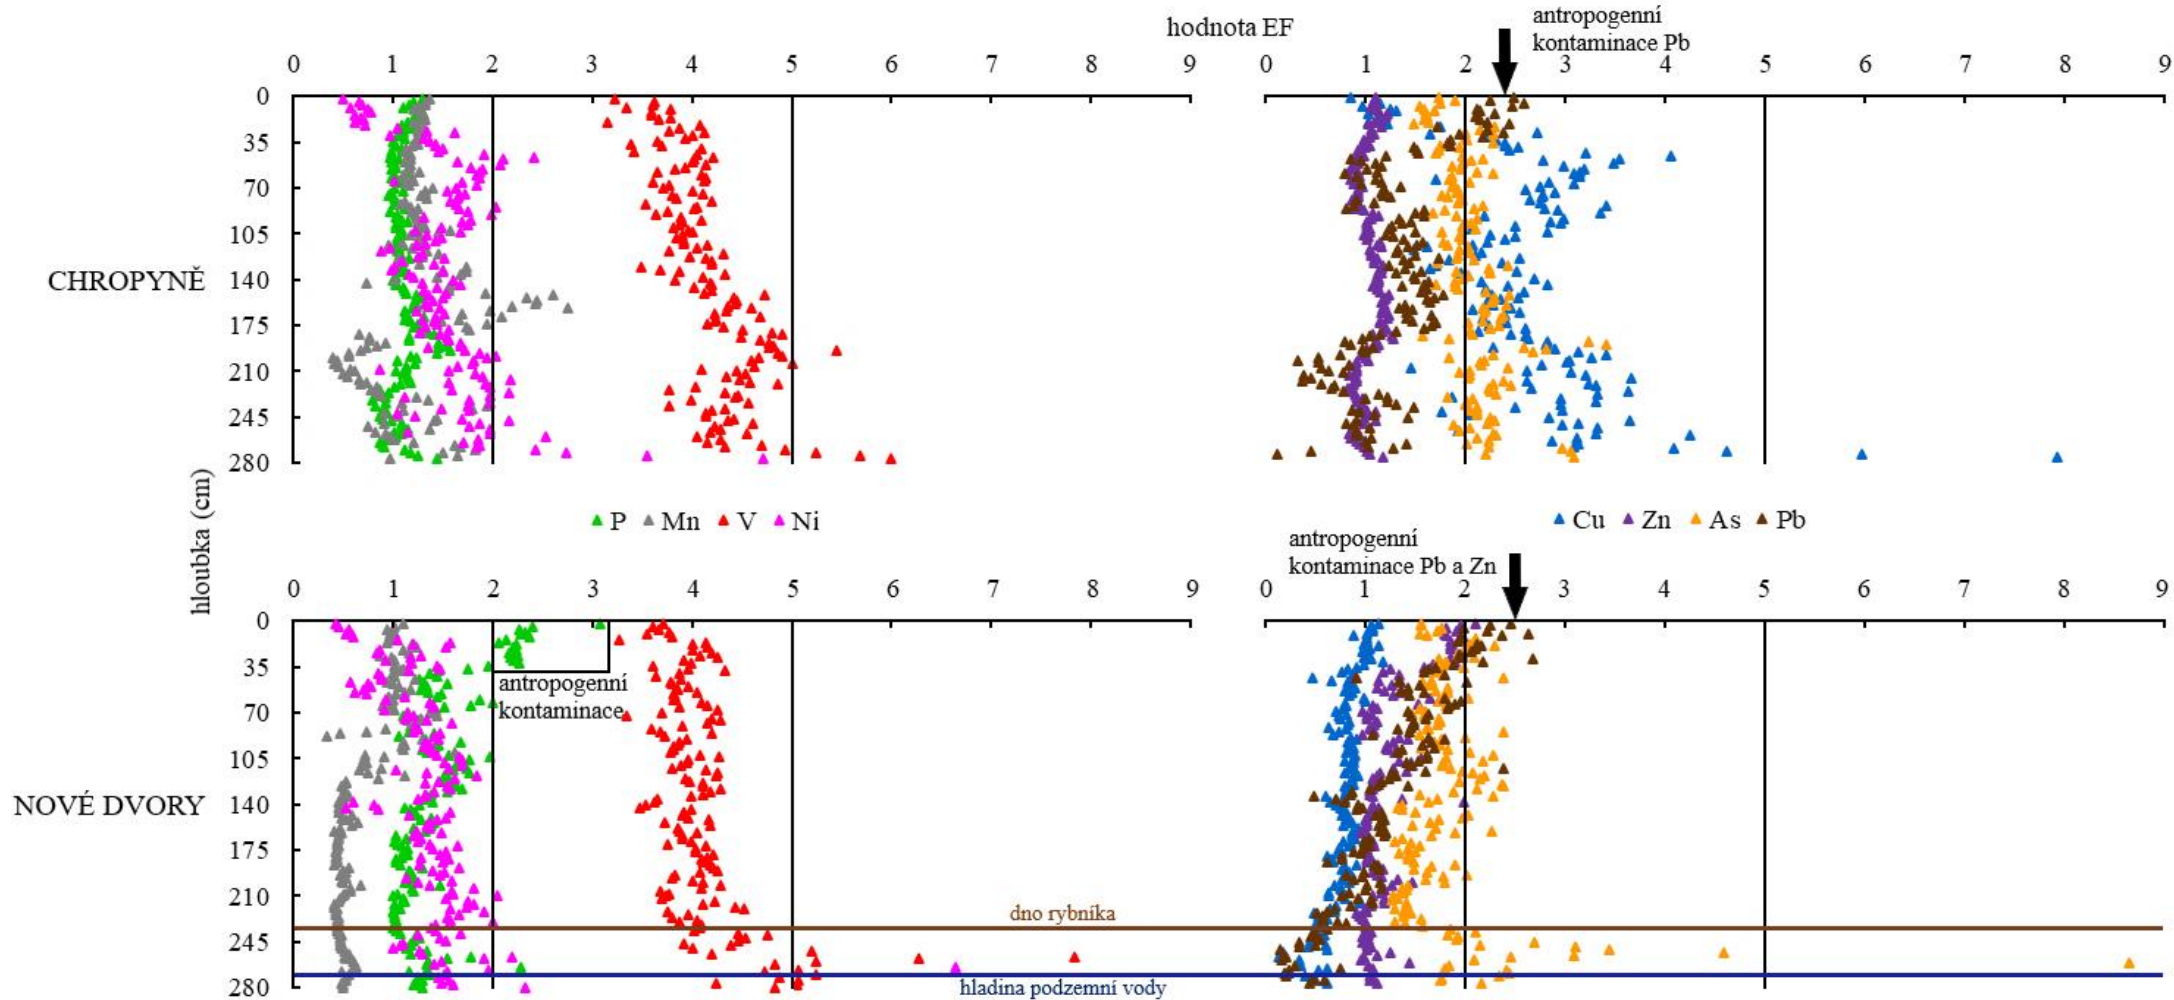 hodnota EF
antropogenní
kontaminace Pb
0 1 2 3 4 5 6 7 8 9
0 1 2 3 4 5 6 7 8 9
0
35
70
105
CHROPYNĚ
140
175
210
245
280
hloubka (cm)
P Mn V Ni
Cu Zn As Pb
antropogenní
kontaminace Pb a Zn
0 1 2 3 4 5 6 7 8 9
0 1 2 3 4 5 6 7 8 9
0
35
antropogenní
kontaminace
70
105
NOVÉ DVORY
140
175
210
dno rybníka
245
280
hladina podzemní vody